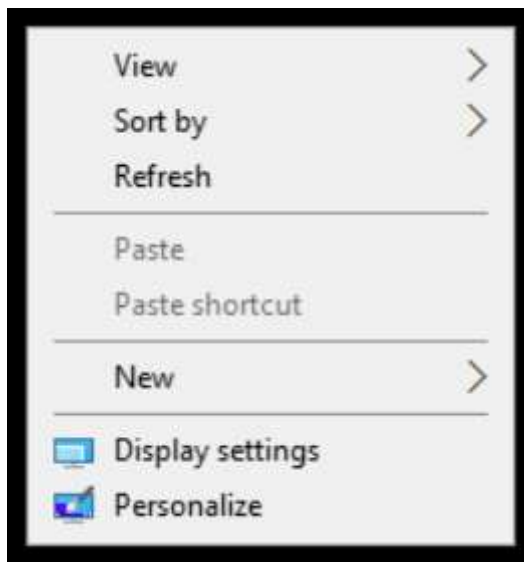 View
Sort by
Refresh
Paste
Paste shortcut
New
Display settings
Personalize